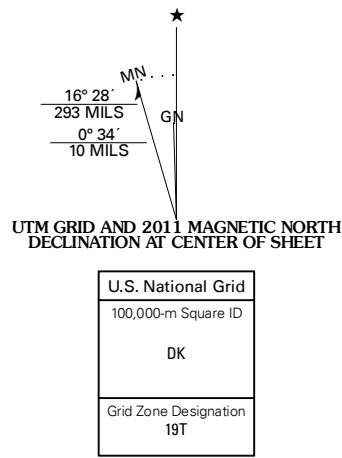 ★
MN
16° 28´
293 MILS
GN
0° 34´
10 MILS
UTM GRID AND 2011 MAGNETIC NORTH
DECLINATION AT CENTER OF SHEET
U.S. National Grid
100,000-m Square ID
DK
Grid Zone Designation
19T